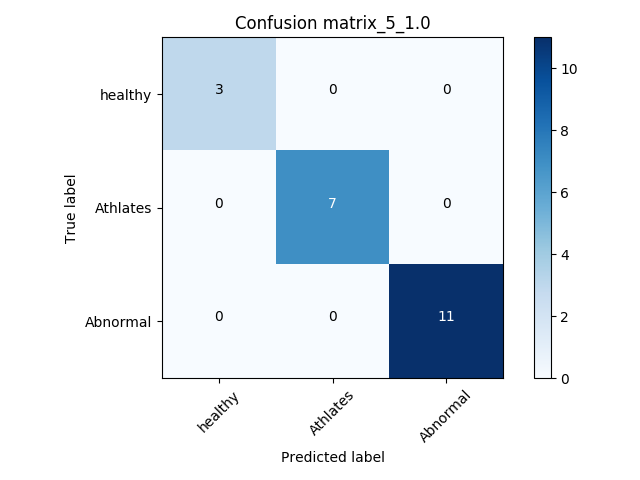 Confusion matrix_5_1.0
True label
healthy
Athlates
Abnormal
3 0 0
0 7 0
0 0 11
healthy
Athlates
Abnormal
Predicted label
10
8
6
4
2
0